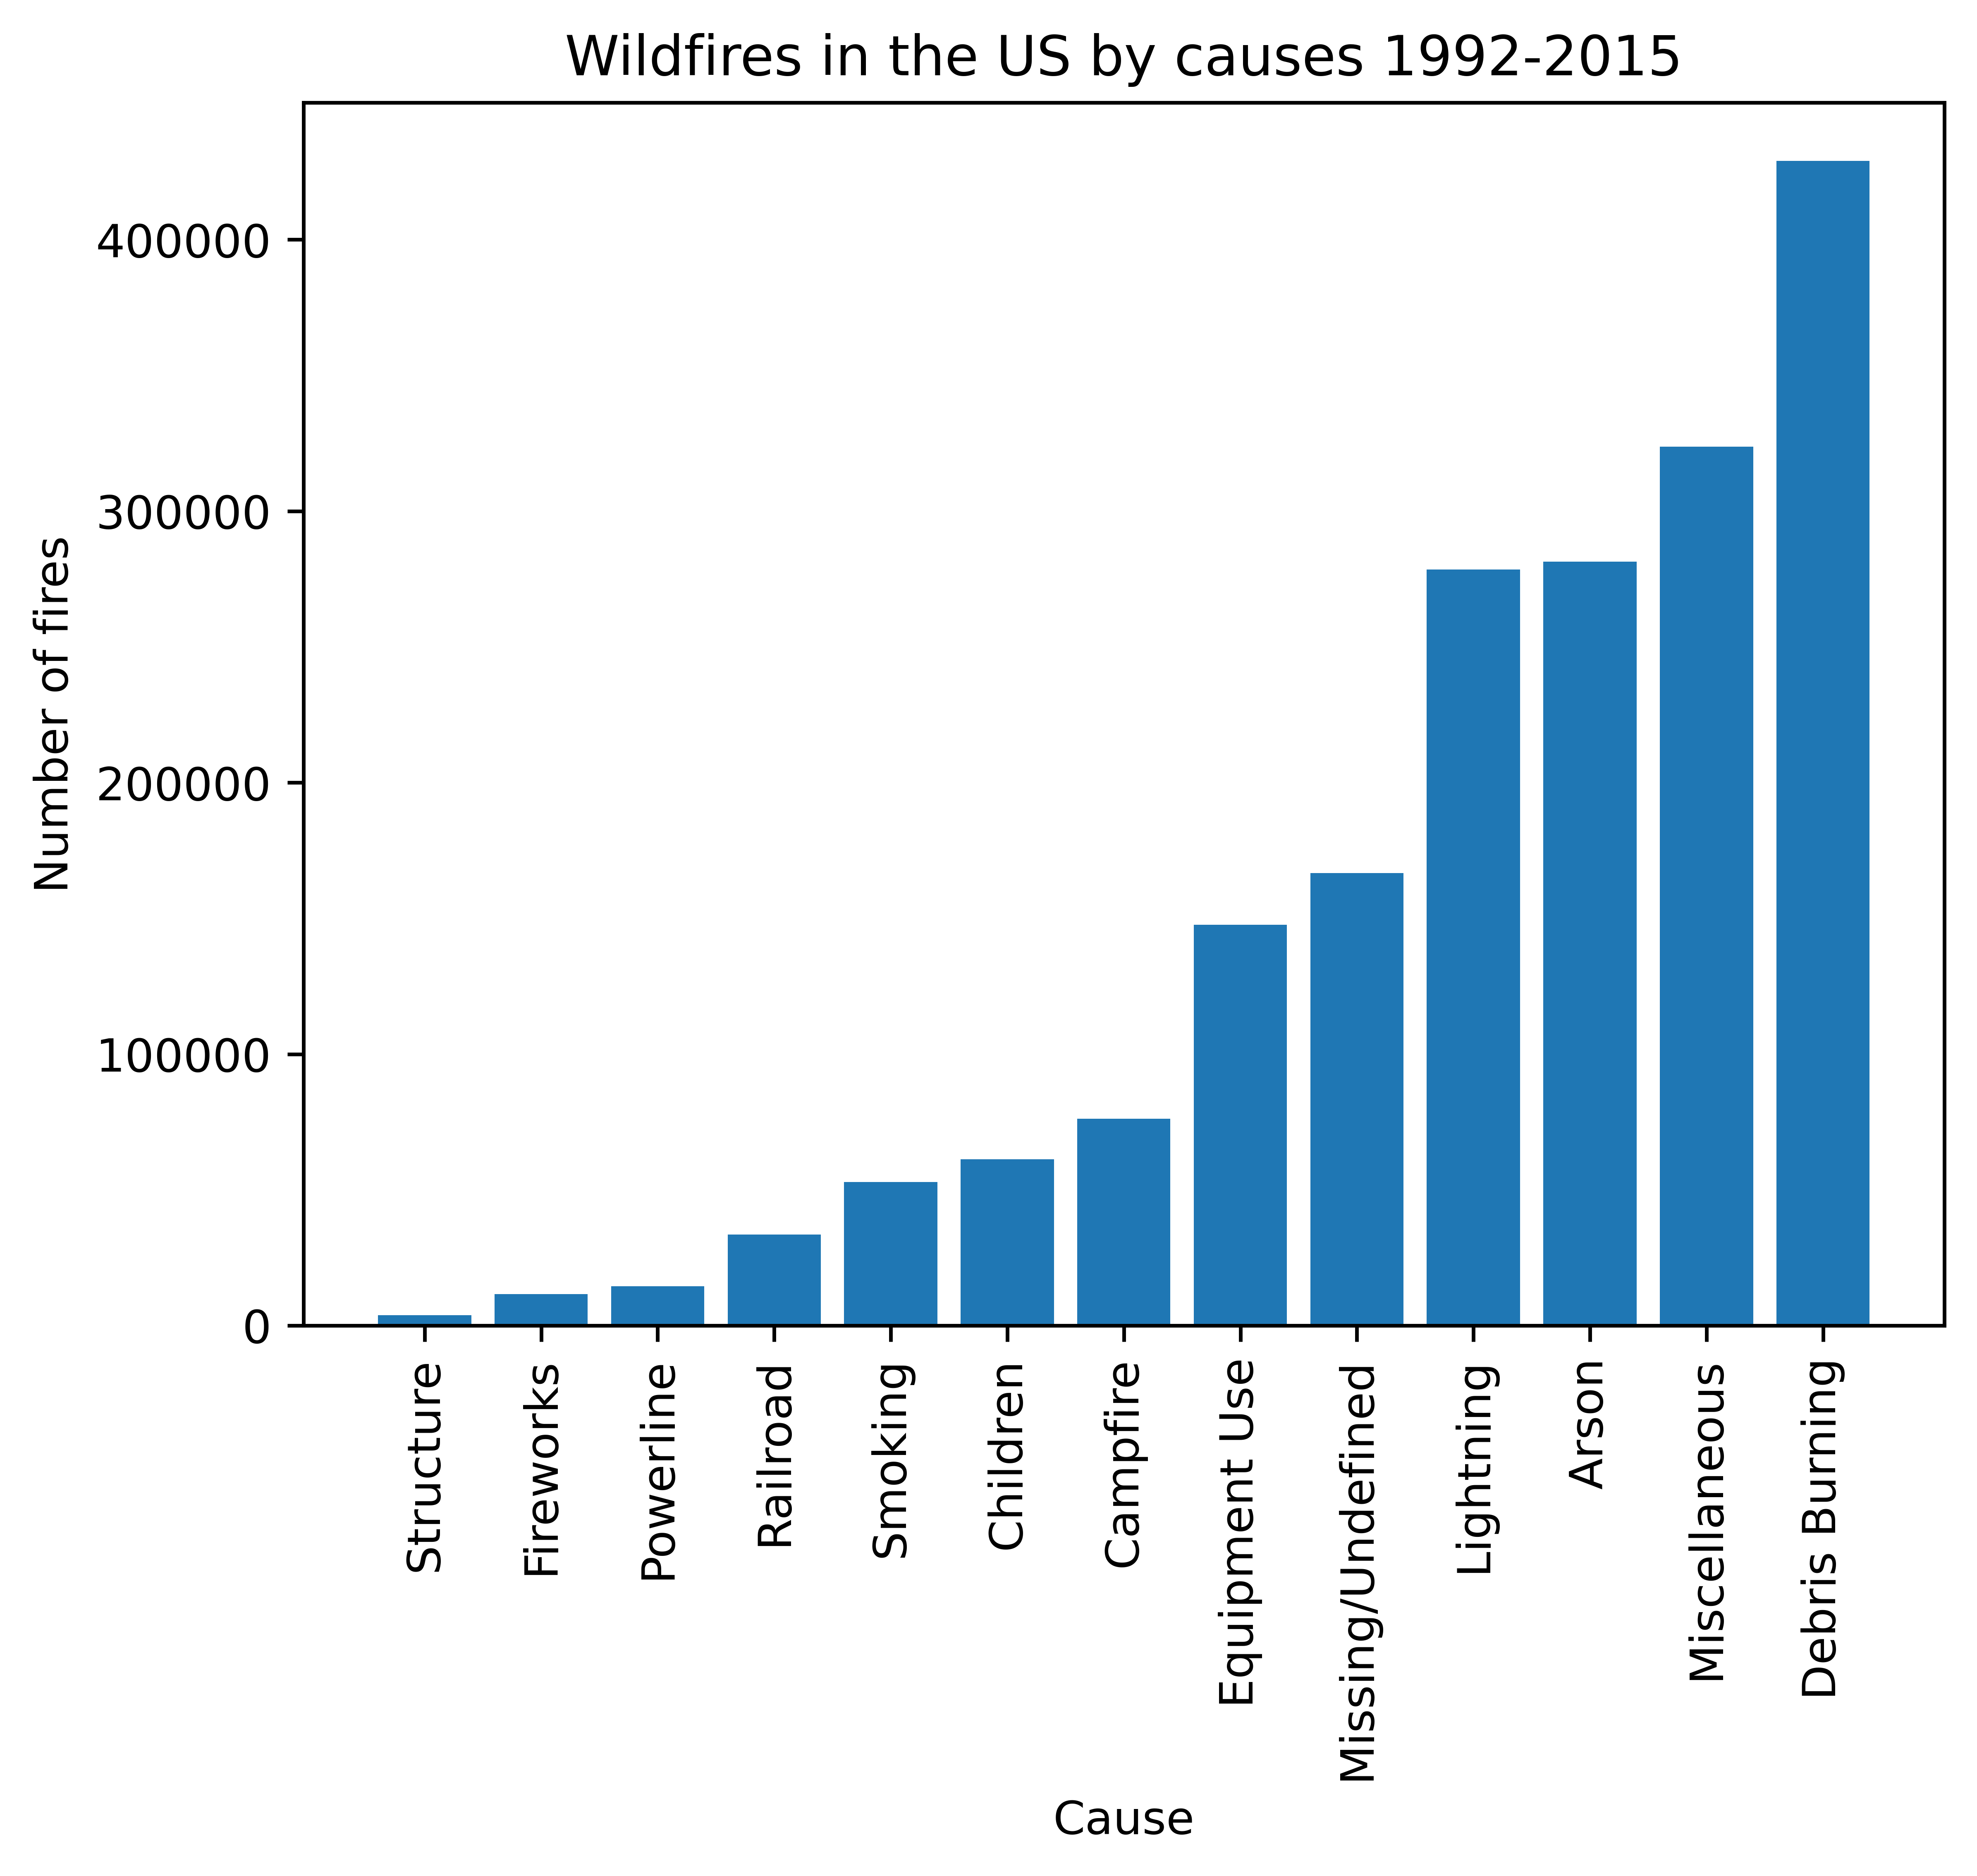 Wildfires in the US by causes 1992-2015
Number of fires
400000
300000
200000
100000
0
Structure
Fireworks
Powerline
Railroad
Smoking
Children
Campfire
Equipment Use
Missing/Undefined
Lightning
Arson
Miscellaneous
Debris Burning
Cause